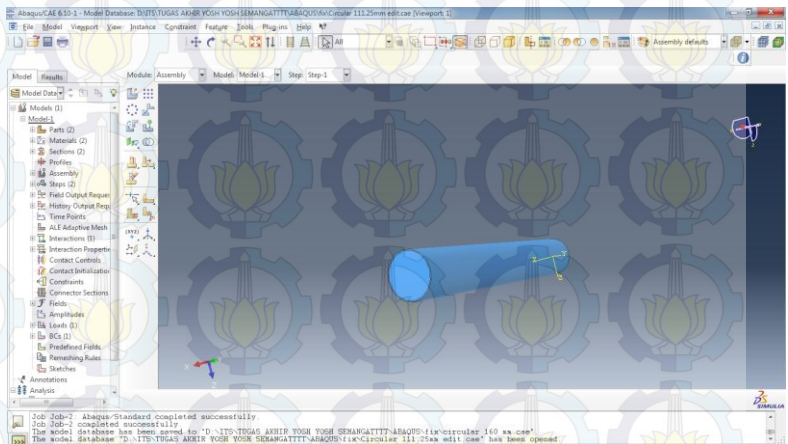 Abaqus/CAE 6.10-1 - Model Database: D:\ITS\TUGAS AKHIR YOSH YOSH SEMANGATTTT\ABAQUS\fix\Circular 111.25mm edit.cae [Viewport: 1]
File Model Viewport View Instance Constraint Feature Tools Plug-ins Help
All
Assembly defaults
Model Results
Module: Assembly Model: Model-1 Step: Step-1
Model Data
Models (1)
Model-1
Parts (2)
Materials (2)
Sections (2)
Profiles
Assembly
Steps (2)
Field Output Reques
History Output Requ
Time Points
ALE Adaptive Mesh
Interactions (1)
Interaction Propertie
Contact Controls
Contact Initialization
Constraints
Connector Sections
Fields
Amplitudes
Loads (1)
BCs (1)
Predefined Fields
Remeshing Rules
Sketches
Annotations
Analysis
(XYZ)
X
Z
SIMULIA
Job Job-2: Abaqus/Standard completed successfully.
Job Job-2 completed successfully.
The model database has been saved to "D:\ITS\TUGAS AKHIR YOSH YOSH SEMANGATTTT\ABAQUS\fix\circular 160 mm.cae".
The model database "D:\ITS\TUGAS AKHIR YOSH YOSH SEMANGATTTT\ABAQUS\fix\Circular 111.25mm edit.cae" has been opened.